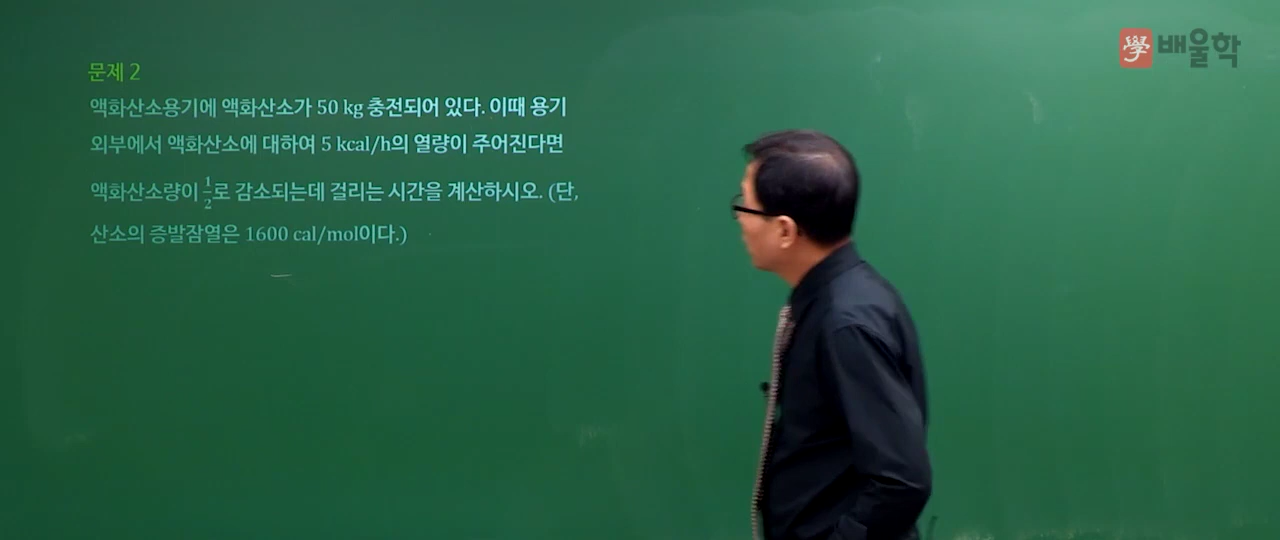 學 배울학
문제 2
액화산소용기에 액화산소가 50 kg 충전되어 있다. 이때 용기
외부에서 액화산소에 대하여 5 kcal/h의 열량이 주어진다면
액화산소량이 1/2로 감소되는데 걸리는 시간을 계산하시오. (단,
산소의 증발잠열은 1600 cal/mol이다.)